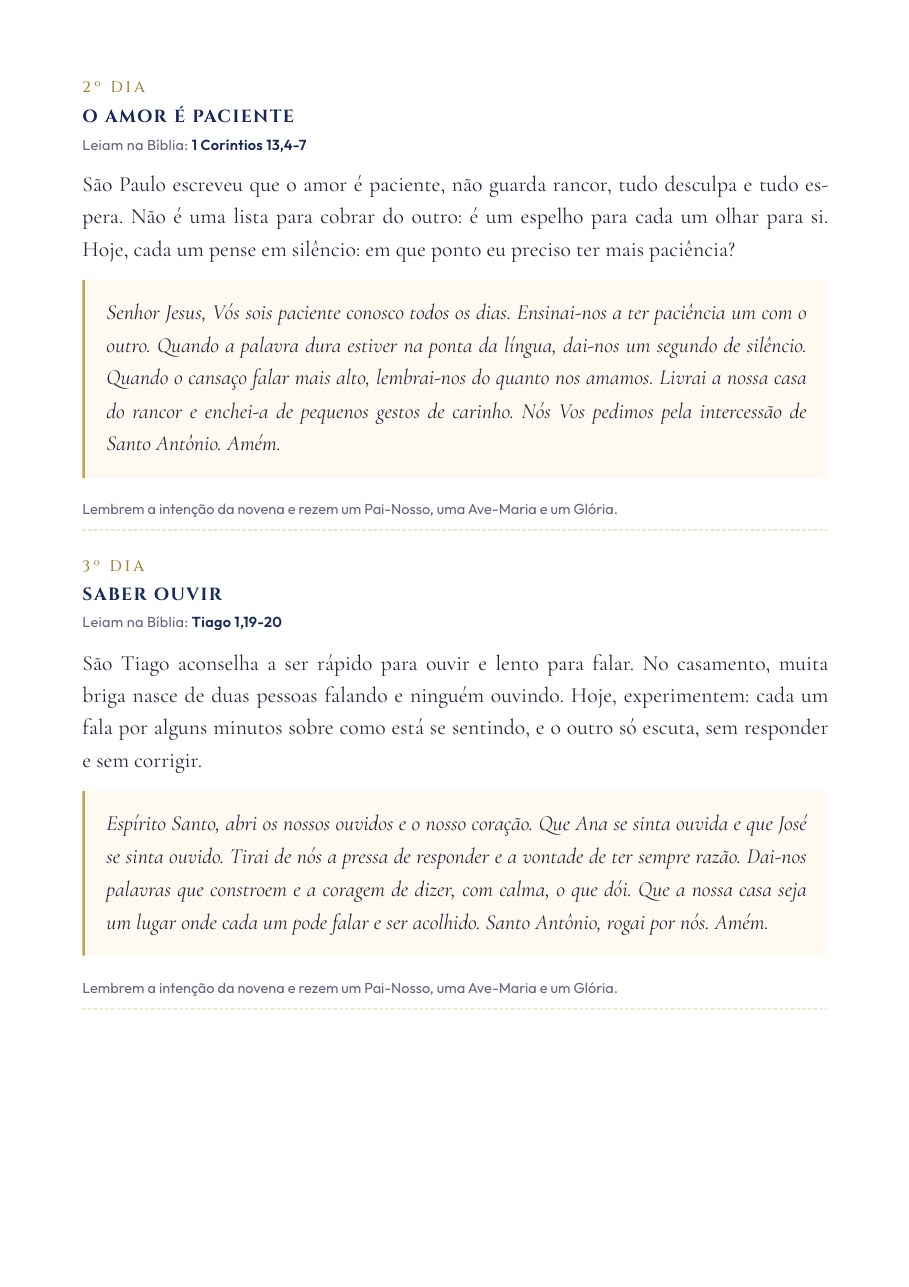 2º DIA
O AMOR É PACIENTE
Leiam na Bíblia: 1 Coríntios 13,4-7
São Paulo escreveu que o amor é paciente, não guarda rancor, tudo desculpa e tudo es-
pera. Não é uma lista para cobrar do outro: é um espelho para cada um olhar para si.
Hoje, cada um pense em silêncio: em que ponto eu preciso ter mais paciência?
Senhor Jesus, Vós sois paciente conosco todos os dias. Ensinai-nos a ter paciência um com o
outro. Quando a palavra dura estiver na ponta da língua, dai-nos um segundo de silêncio.
Quando o cansaço falar mais alto, lembrai-nos do quanto nos amamos. Livrai a nossa casa
do rancor e enchei-a de pequenos gestos de carinho. Nós Vos pedimos pela intercessão de
Santo Antônio. Amém.
Lembrem a intenção da novena e rezem um Pai-Nosso, uma Ave-Maria e um Glória.
3º DIA
SABER OUVIR
Leiam na Bíblia: Tiago 1,19-20
São Tiago aconselha a ser rápido para ouvir e lento para falar. No casamento, muita
briga nasce de duas pessoas falando e ninguém ouvindo. Hoje, experimentem: cada um
fala por alguns minutos sobre como está se sentindo, e o outro só escuta, sem responder
e sem corrigir.
Espírito Santo, abri os nossos ouvidos e o nosso coração. Que Ana se sinta ouvida e que José
se sinta ouvido. Tirai de nós a pressa de responder e a vontade de ter sempre razão. Dai-nos
palavras que constroem e a coragem de dizer, com calma, o que dói. Que a nossa casa seja
um lugar onde cada um pode falar e ser acolhido. Santo Antônio, rogai por nós. Amém.
Lembrem a intenção da novena e rezem um Pai-Nosso, uma Ave-Maria e um Glória.